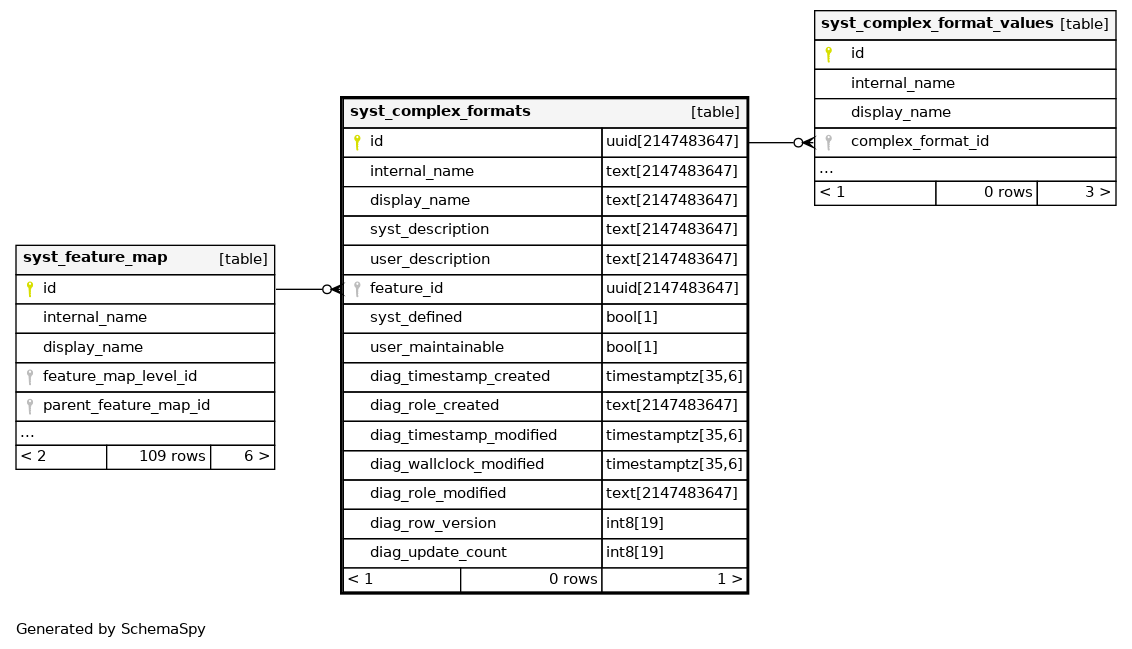 syst_complex_format_values [table]
id
internal_name
display_name
complex_format_id
...
< 1 0 rows 3 >
syst_complex_formats [table]
id uuid[2147483647]
internal_name text[2147483647]
display_name text[2147483647]
syst_description text[2147483647]
user_description text[2147483647]
feature_id uuid[2147483647]
syst_defined bool[1]
user_maintainable bool[1]
diag_timestamp_created timestamptz[35,6]
diag_role_created text[2147483647]
diag_timestamp_modified timestamptz[35,6]
diag_wallclock_modified timestamptz[35,6]
diag_role_modified text[2147483647]
diag_row_version int8[19]
diag_update_count int8[19]
< 1 0 rows 1 >
syst_feature_map [table]
id
internal_name
display_name
feature_map_level_id
parent_feature_map_id
...
< 2 109 rows 6 >
Generated by SchemaSpy